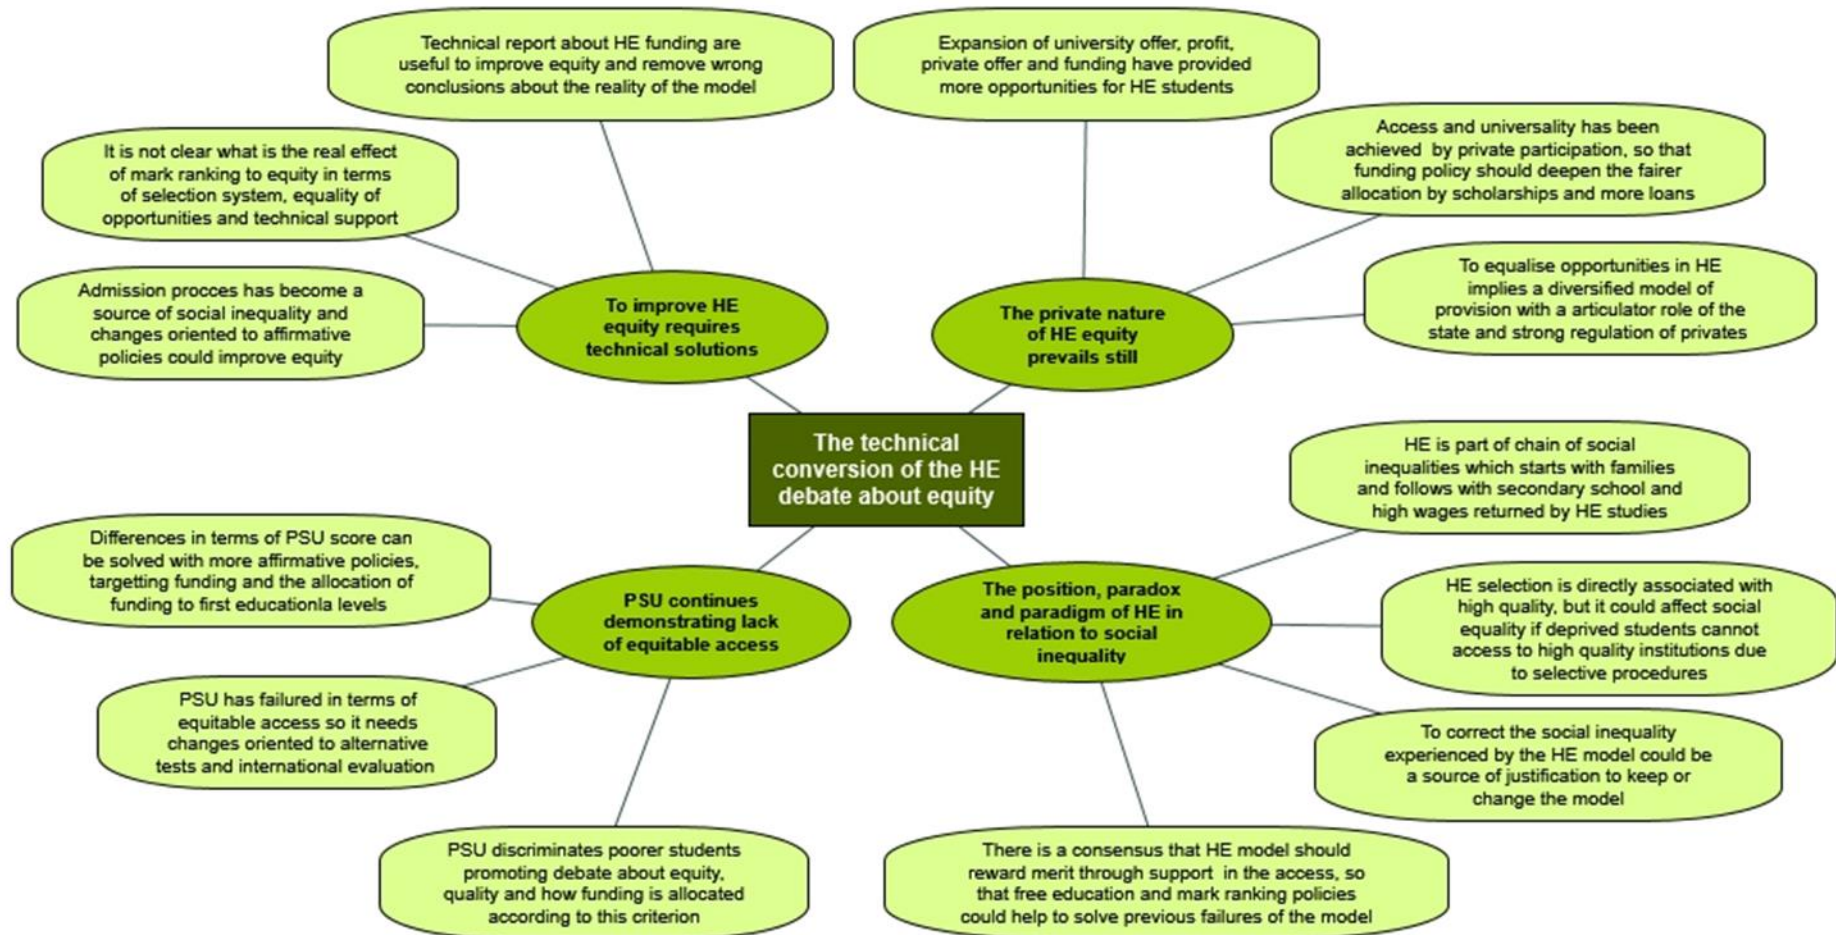 Technical report about HE funding are
useful to improve equity and remove wrong
conclusions about the reality of the model
Expansion of university offer, profit,
private offer and funding have provided
more opportunities for HE students
It is not clear what is the real effect
of mark ranking to equity in terms
of selection system, equality of
opportunities and technical support
Access and universality has been
achieved by private participation, so that
funding policy should deepen the fairer
allocation by scholarships and more loans
Admission procces has become a
source of social inequality and
changes oriented to affirmative
policies could improve equity
To improve HE
equity requires
technical solutions
The private nature
of HE equity
prevails still
To equalise opportunities in HE
implies a diversified model of
provision with a articulator role of the
state and strong regulation of privates
The technical
conversion of the HE
debate about equity
HE is part of chain of social
inequalities which starts with families
and follows with secondary school and
high wages returned by HE studies
Differences in terms of PSU score can
be solved with more affirmative policies,
targetting funding and the allocation of
funding to first educationla levels
PSU continues
demonstrating lack
of equitable access
The position, paradox
and paradigm of HE in
relation to social
inequality
HE selection is directly associated with
high quality, but it could affect social
equality if deprived students cannot
access to high quality institutions due
to selective procedures
PSU has failured in terms of
equitable access so it needs
changes oriented to alternative
tests and international evaluation
To correct the social inequality
experienced by the HE model could be
a source of justification to keep or
change the model
PSU discriminates poorer students
promoting debate about equity,
quality and how funding is allocated
according to this criterion
There is a consensus that HE model should
reward merit through support in the access, so
that free education and mark ranking policies
could help to solve previous failures of the model